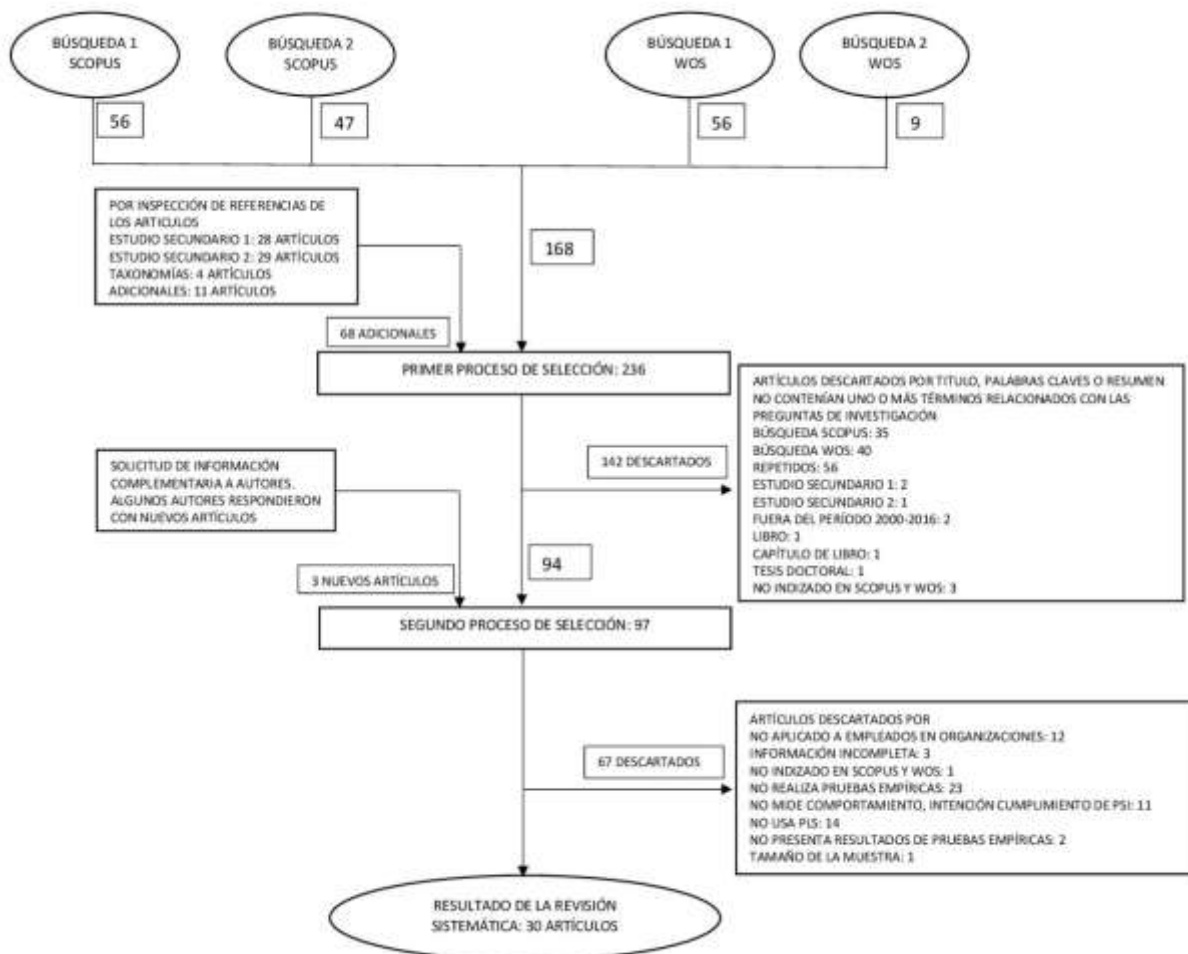 BÚSQUEDA 1
SCOPUS
BÚSQUEDA 2
SCOPUS
BÚSQUEDA 1
WOS
BÚSQUEDA 2
WOS
56
47
56
9
POR INSPECCIÓN DE REFERENCIAS DE
LOS ARTICULOS
ESTUDIO SECUNDARIO 1: 28 ARTÍCULOS
ESTUDIO SECUNDARIO 2: 29 ARTÍCULOS
TAXONOMÍAS: 4 ARTÍCULOS
ADICIONALES: 11 ARTÍCULOS
168
68 ADICIONALES
PRIMER PROCESO DE SELECCIÓN: 236
ARTÍCULOS DESCARTADOS POR TITULO, PALABRAS CLAVES O RESUMEN
NO CONTENÍAN UNO O MÁS TÉRMINOS RELACIONADOS CON LAS
PREGUNTAS DE INVESTIGACIÓN
BÚSQUEDA SCOPUS: 35
BÚSQUEDA WOS: 40
REPETIDOS: 56
ESTUDIO SECUNDARIO 1: 2
ESTUDIO SECUNDARIO 2: 1
FUERA DEL PERÍODO 2000-2016: 2
LIBRO: 1
CAPÍTULO DE LIBRO: 1
TESIS DOCTORAL: 1
NO INDIZADO EN SCOPUS Y WOS: 3
142 DESCARTADOS
SOLICITUD DE INFORMACIÓN
COMPLEMENTARIA A AUTORES.
ALGUNOS AUTORES RESPONDIERON
CON NUEVOS ARTÍCULOS
94
3 NUEVOS ARTÍCULOS
SEGUNDO PROCESO DE SELECCIÓN: 97
ARTÍCULOS DESCARTADOS POR
NO APLICADO A EMPLEADOS EN ORGANIZACIONES: 12
INFORMACIÓN INCOMPLETA: 3
NO INDIZADO EN SCOPUS Y WOS: 1
NO REALIZA PRUEBAS EMPÍRICAS: 23
NO MIDE COMPORTAMIENTO, INTENCIÓN CUMPLIMIENTO DE PSI: 11
NO USA PLS: 14
NO PRESENTA RESULTADOS DE PRUEBAS EMPÍRICAS: 2
TAMAÑO DE LA MUESTRA: 1
67 DESCARTADOS
RESULTADO DE LA REVISIÓN
SISTEMÁTICA: 30 ARTÍCULOS